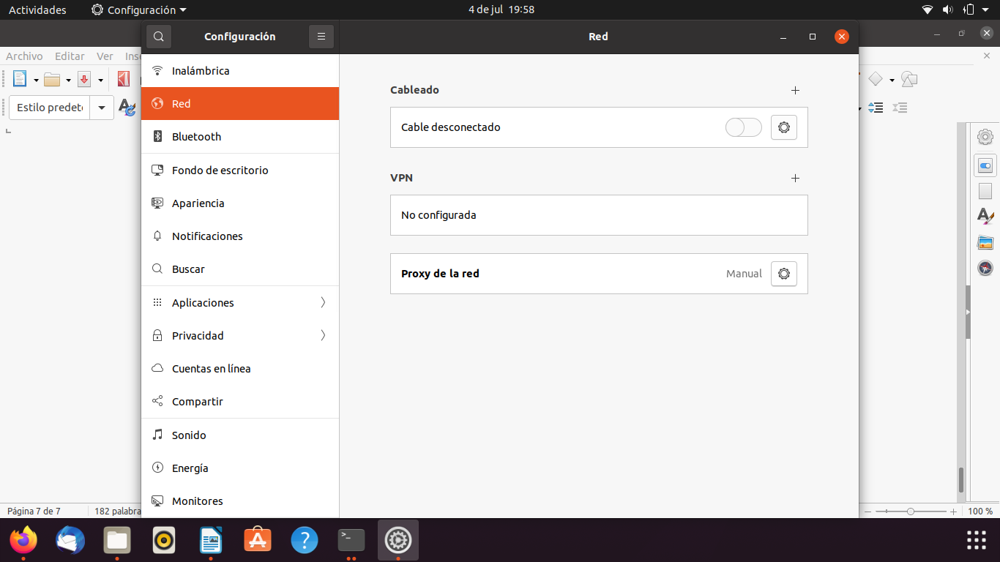 Actividades
Configuración
4 de jul 19:58
Configuración
Red
Archivo Editar Ver
Inalámbrica
Red
Bluetooth
Fondo de escritorio
Apariencia
Notificaciones
Buscar
Aplicaciones
Privacidad
Cuentas en línea
Compartir
Sonido
Energía
Monitores
Cableado
Cable desconectado
VPN
No configurada
Proxy de la red
Manual
Estilo predet
Página 7 de 7
182 palabra
100 %